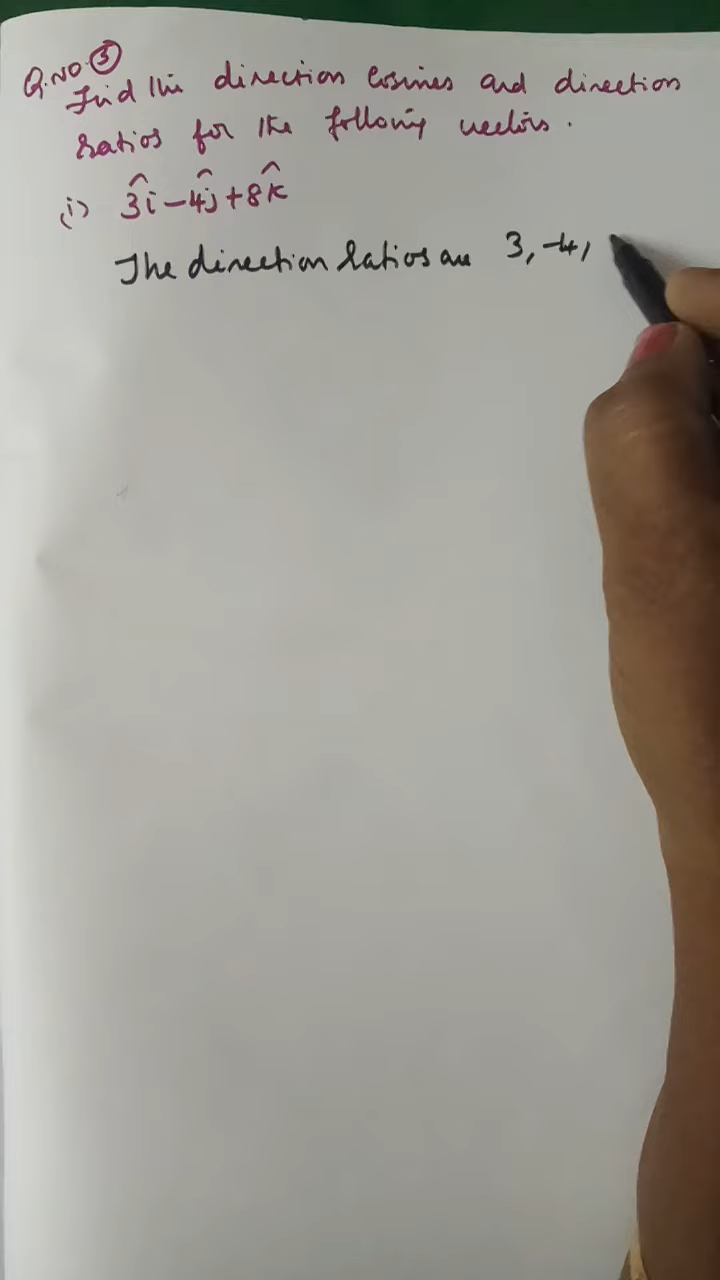 Q.NO. ③
Find the direction Cosines and direction
ratios for the following vectors.
(i) 3î - 4ĵ + 8k̂
The direction ratios are 3, -4,